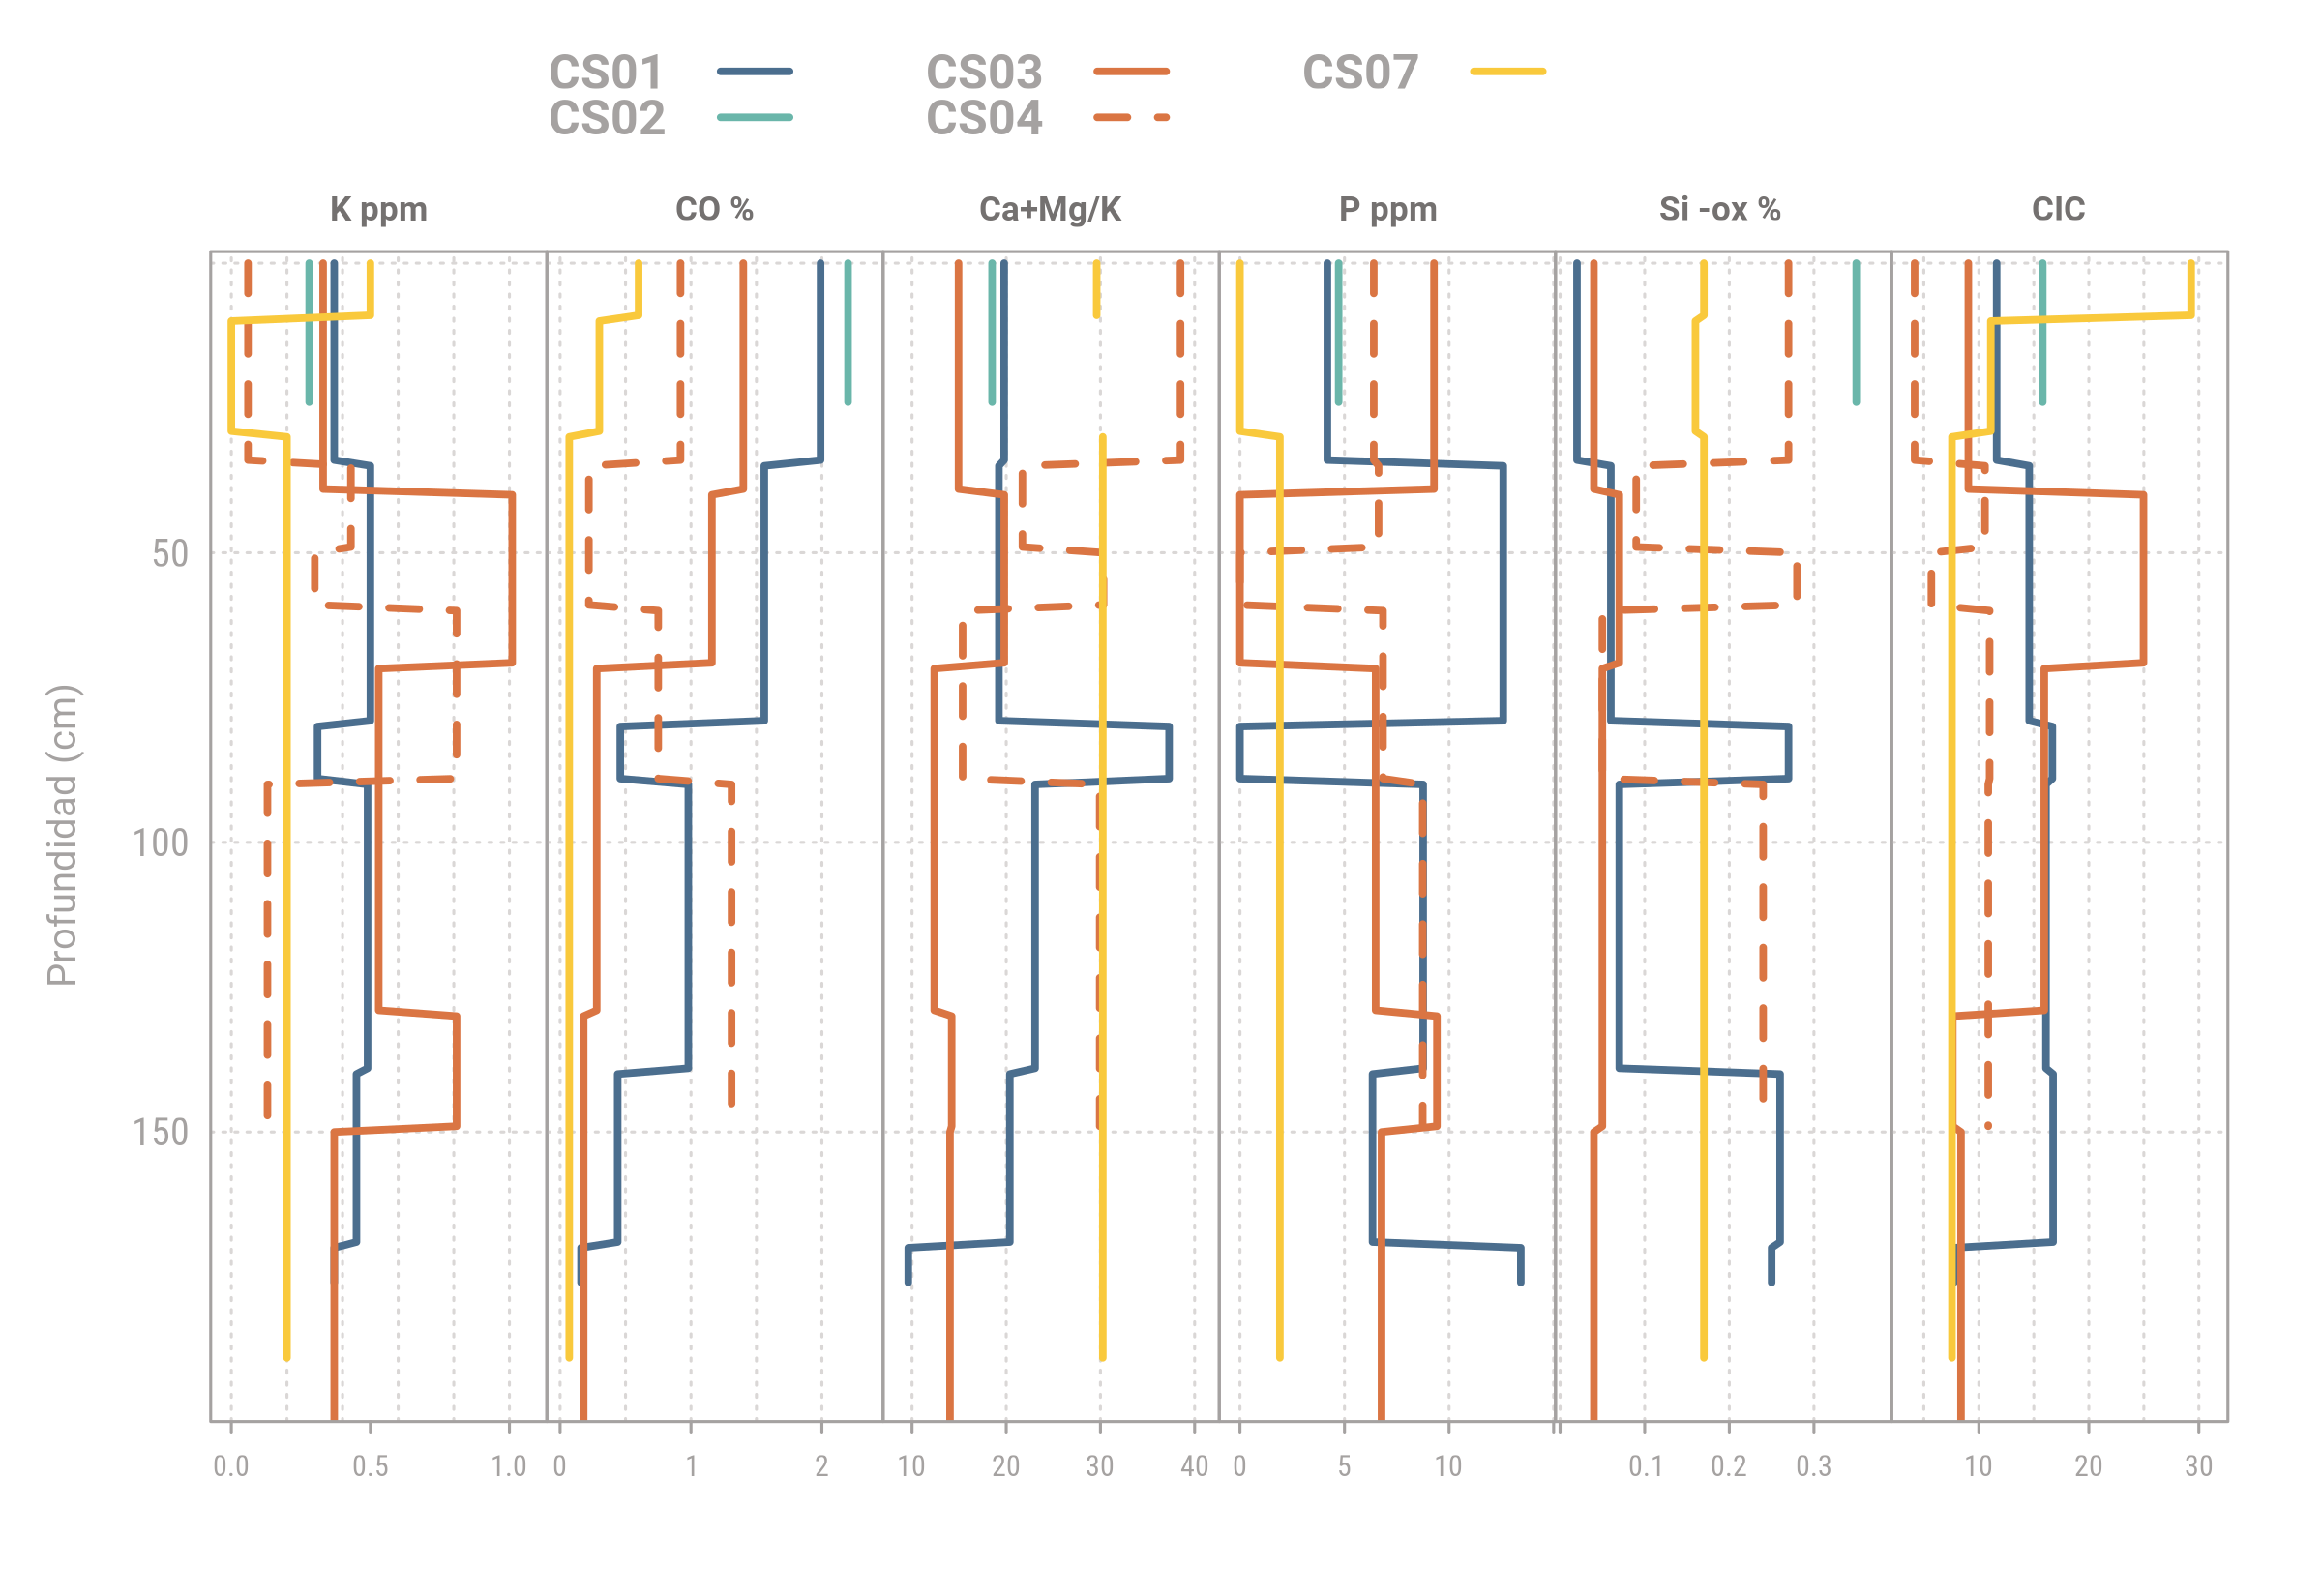 CS01 CS03 CS07
CS02 CS04
K ppm CO % Ca+Mg/K P ppm Si -ox % CIC
Profundidad (cm)
50
100
150
0.0 0.5 1.0 0 1 2 10 20 30 40 0 5 10 0.1 0.2 0.3 10 20 30